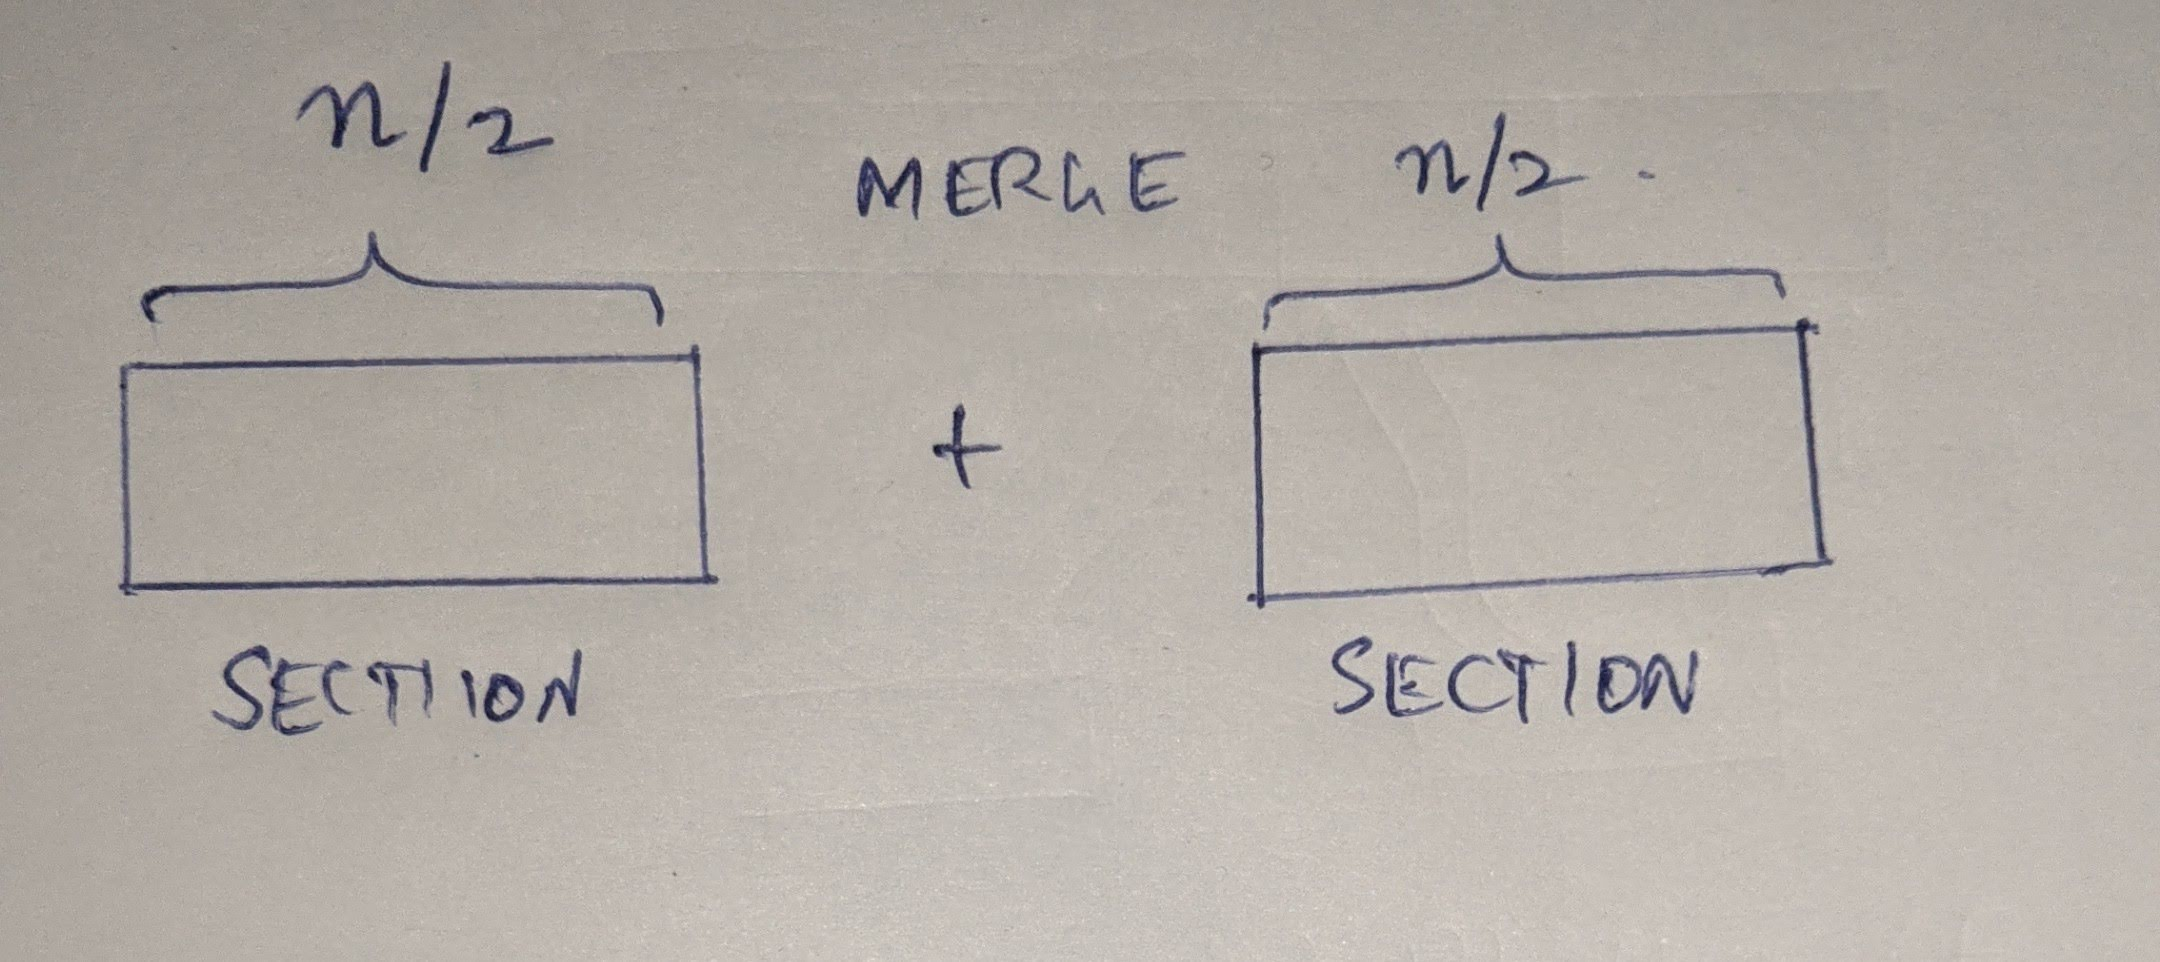 n/2 MERGE n/2.
+
SECTION SECTION